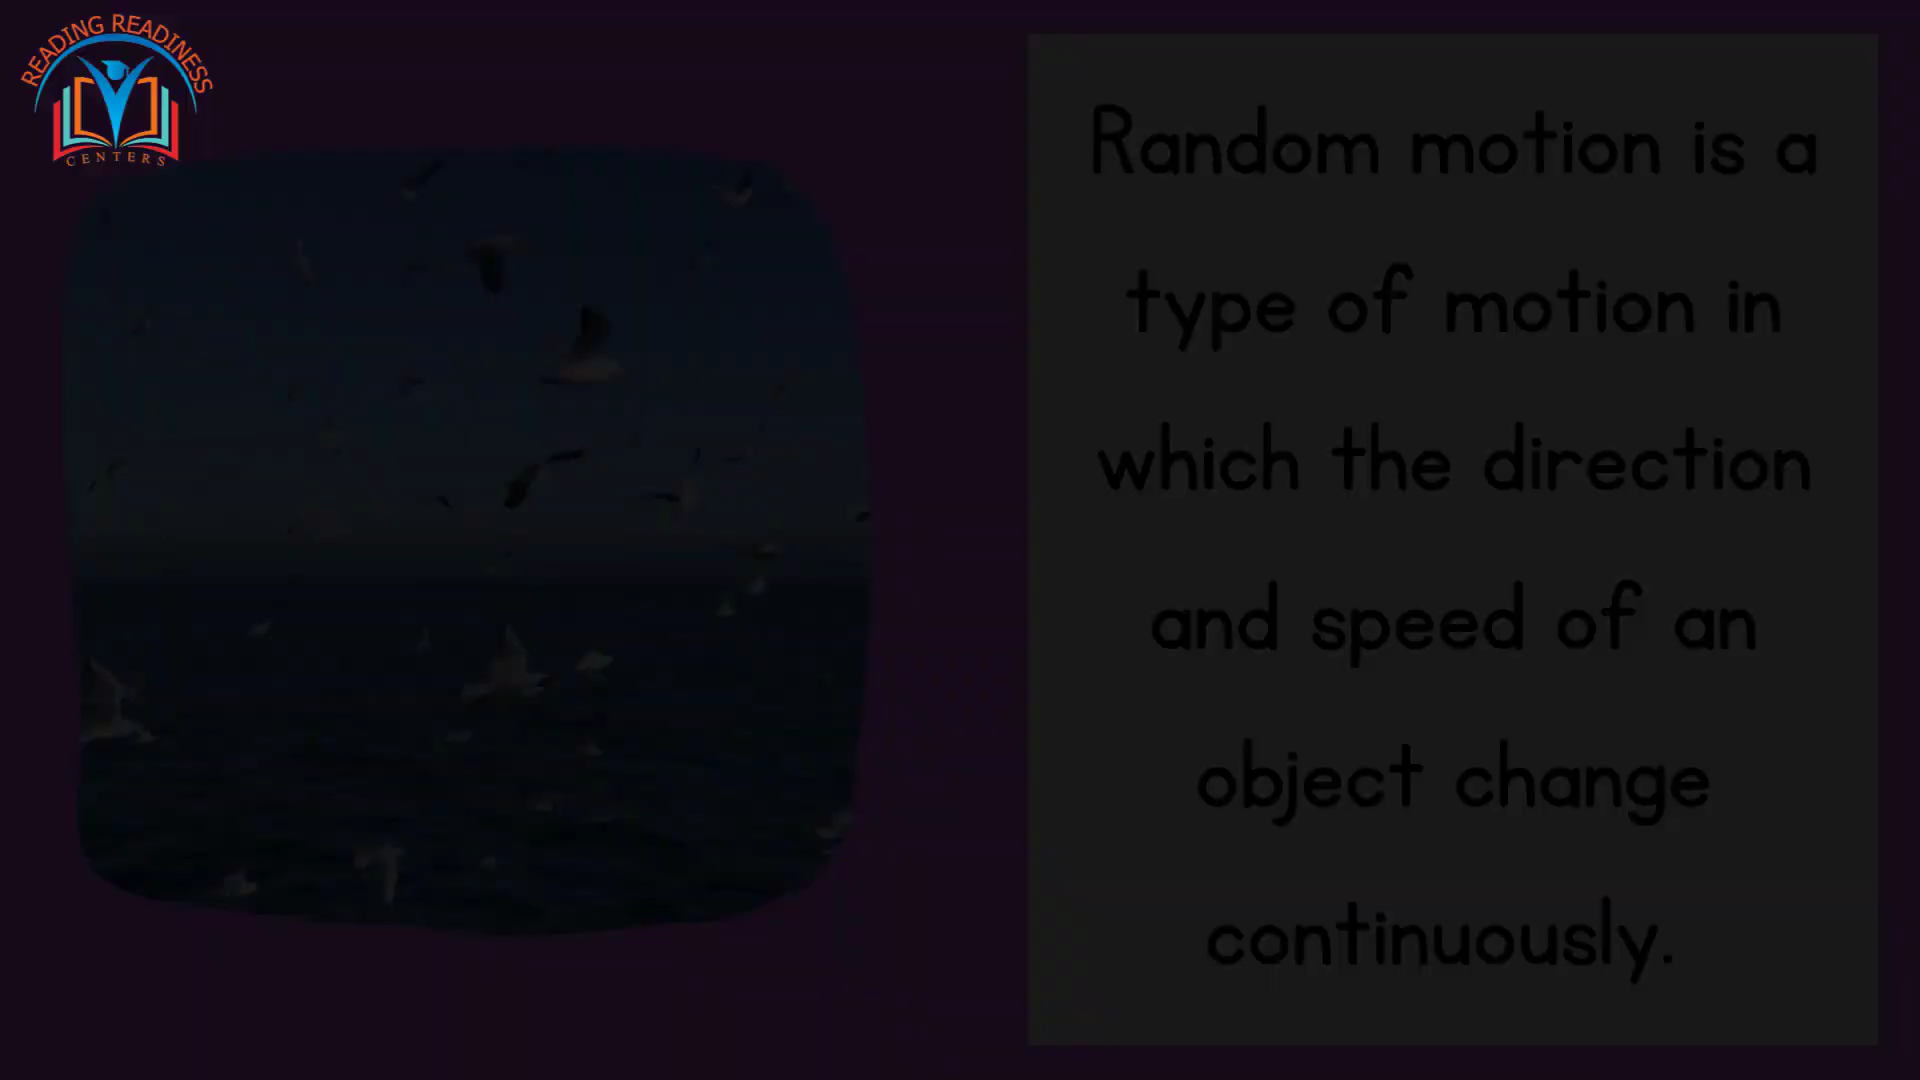 READING READINESS
CENTERS
Random motion is a
type of motion in
which the direction
and speed of an
object change
continuously.